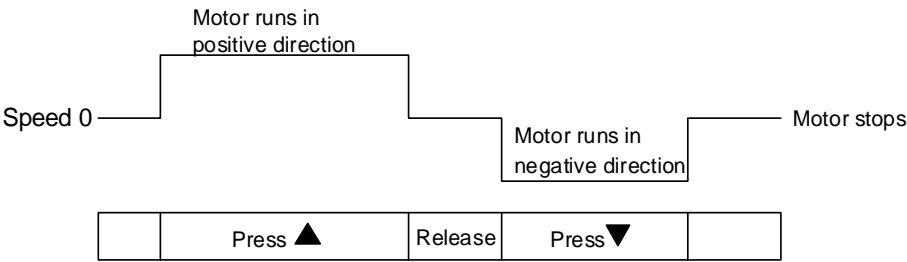 Motor runs in
positive direction
Speed 0
Motor stops
Motor runs in
negative direction
Press ▲
Release
Press▼